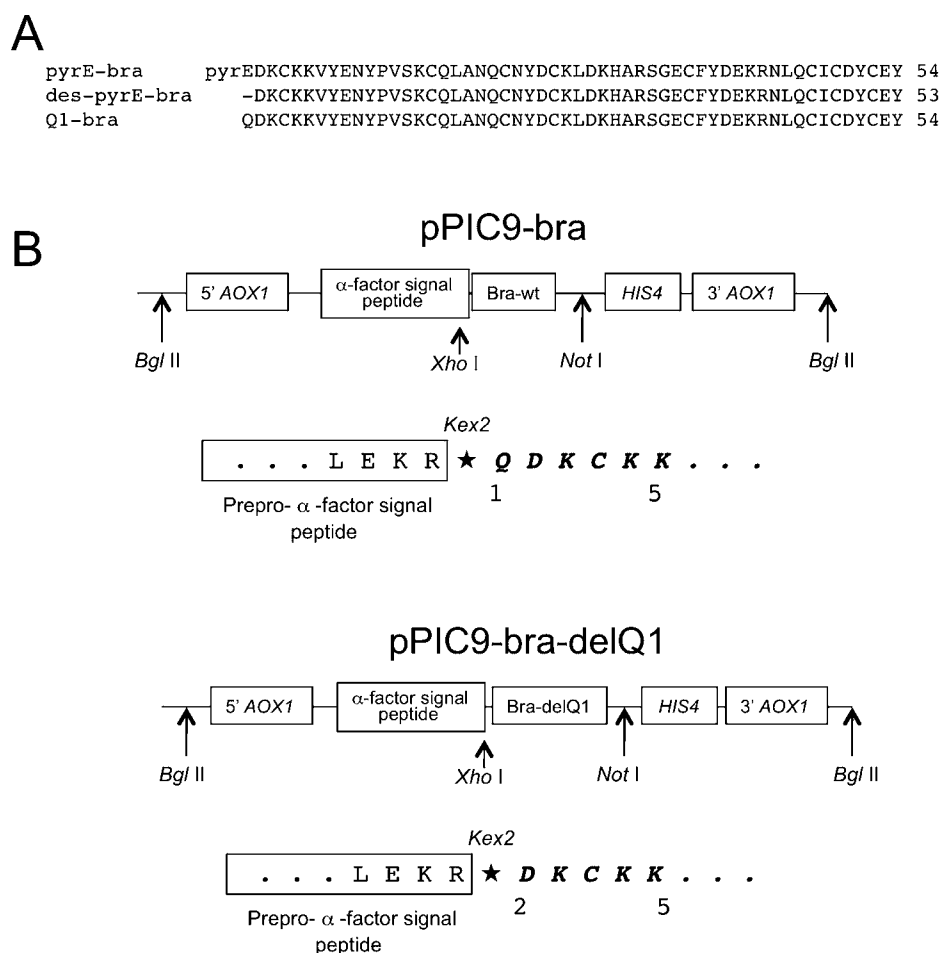 A
pyrE-bra pyrEDKCKKVYENYPVSKCQLANQCNYDCKLDKHARSGECFYDEKRNLQCICDYCEY 54
des-pyrE-bra -DKCKKVYENYPVSKCQLANQCNYDCKLDKHARSGECFYDEKRNLQCICDYCEY 53
Q1-bra QDKCKKVYENYPVSKCQLANQCNYDCKLDKHARSGECFYDEKRNLQCICDYCEY 54
B
pPIC9-bra
5' AOX1
α-factor signal
peptide
Bra-wt
HIS4
3' AOX1
Bgl II
Xho I
Not I
Bgl II
Kex2
. . . L E K R ★ Q D K C K K . . .
1 5
Prepro- α -factor signal
peptide
pPIC9-bra-delQ1
5' AOX1
α-factor signal
peptide
Bra-delQ1
HIS4
3' AOX1
Bgl II
Xho I
Not I
Bgl II
Kex2
. . . L E K R ★ D K C K K . . .
2 5
Prepro- α -factor signal
peptide